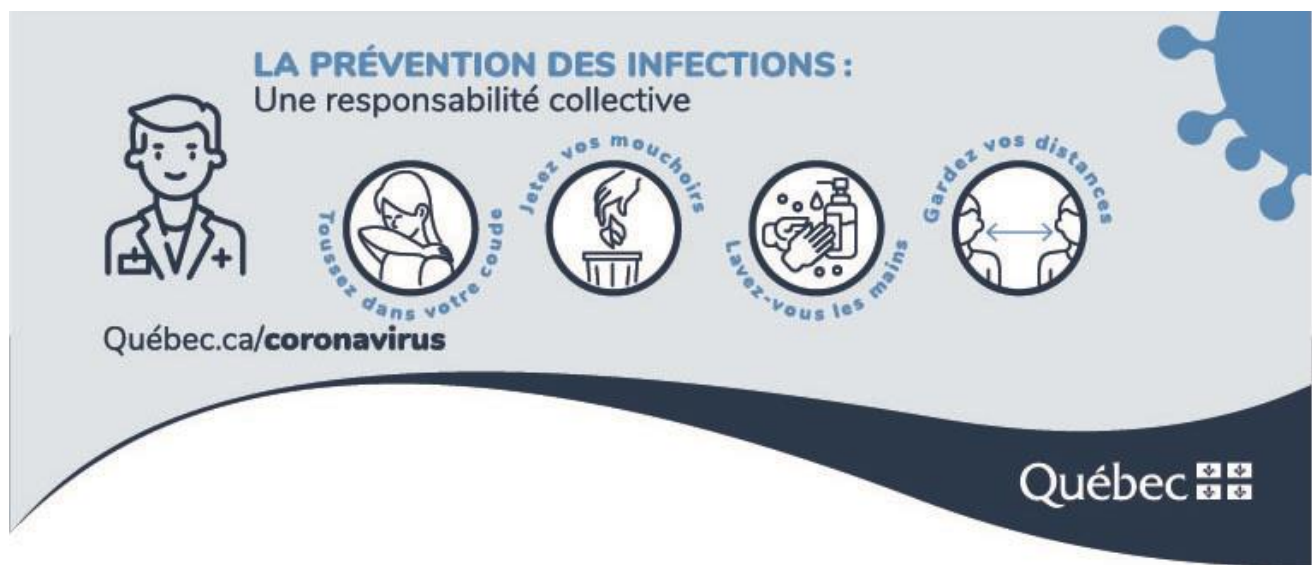 LA PRÉVENTION DES INFECTIONS :
Une responsabilité collective
Toussez dans votre coude
Jetez vos mouchoirs
Lavez-vous les mains
Gardez vos distances
Québec.ca/coronavirus
Québec